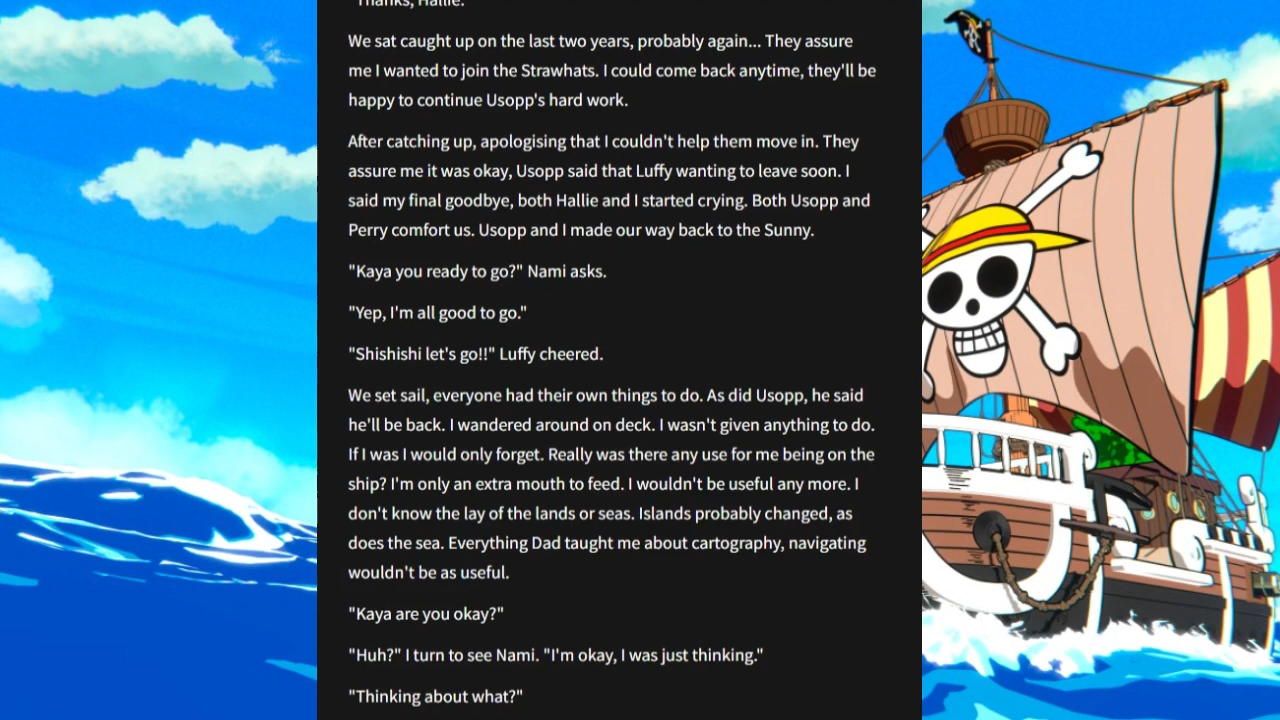 "Thanks, Hallie."
We sat caught up on the last two years, probably again... They assure
me I wanted to join the Strawhats. I could come back anytime, they'll be
happy to continue Usopp's hard work.
After catching up, apologising that I couldn't help them move in. They
assure me it was okay, Usopp said that Luffy wanting to leave soon. I
said my final goodbye, both Hallie and I started crying. Both Usopp and
Perry comfort us. Usopp and I made our way back to the Sunny.
"Kaya you ready to go?" Nami asks.
"Yep, I'm all good to go."
"Shishishi let's go!!" Luffy cheered.
We set sail, everyone had their own things to do. As did Usopp, he said
he'll be back. I wandered around on deck. I wasn't given anything to do.
If I was I would only forget. Really was there any use for me being on the
ship? I'm only an extra mouth to feed. I wouldn't be useful any more. I
don't know the lay of the lands or seas. Islands probably changed, as
does the sea. Everything Dad taught me about cartography, navigating
wouldn't be as useful.
"Kaya are you okay?"
"Huh?" I turn to see Nami. "I'm okay, I was just thinking."
"Thinking about what?"